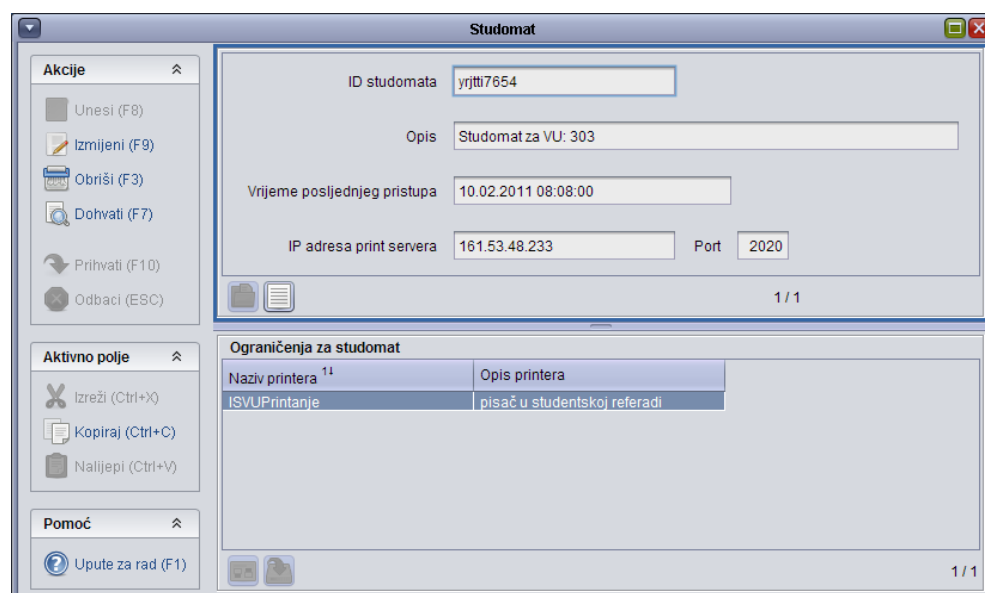 Studomat
Akcije
Unesi (F8)
Izmijeni (F9)
Obriši (F3)
Dohvati (F7)
Prihvati (F10)
Odbaci (ESC)
Aktivno polje
Izreži (Ctrl+X)
Kopiraj (Ctrl+C)
Nalijepi (Ctrl+V)
Pomoć
Upute za rad (F1)
ID studomata yrjtti7654
Opis Studomat za VU: 303
Vrijeme posljednjeg pristupa 10.02.2011 08:08:00
IP adresa print servera 161.53.48.233 Port 2020
1 / 1
Ograničenja za studomat
Naziv printera 1↓ Opis printera
ISVUPrintanje pisač u studentskoj referadi
1 / 1